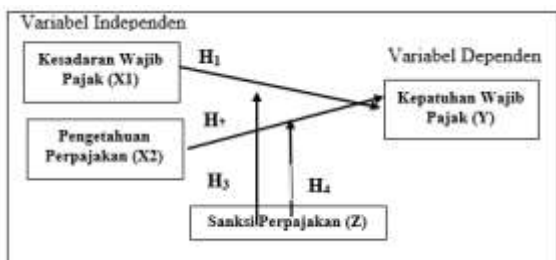 Variabel Independen
Kesadaran Wajib
Pajak (X1)
H1
Variabel Dependen
Kepatuhan Wajib
Pajak (Y)
Pengetahuan
Perpajakan (X2)
H3
H4
Sanksi Perpajakan (Z)